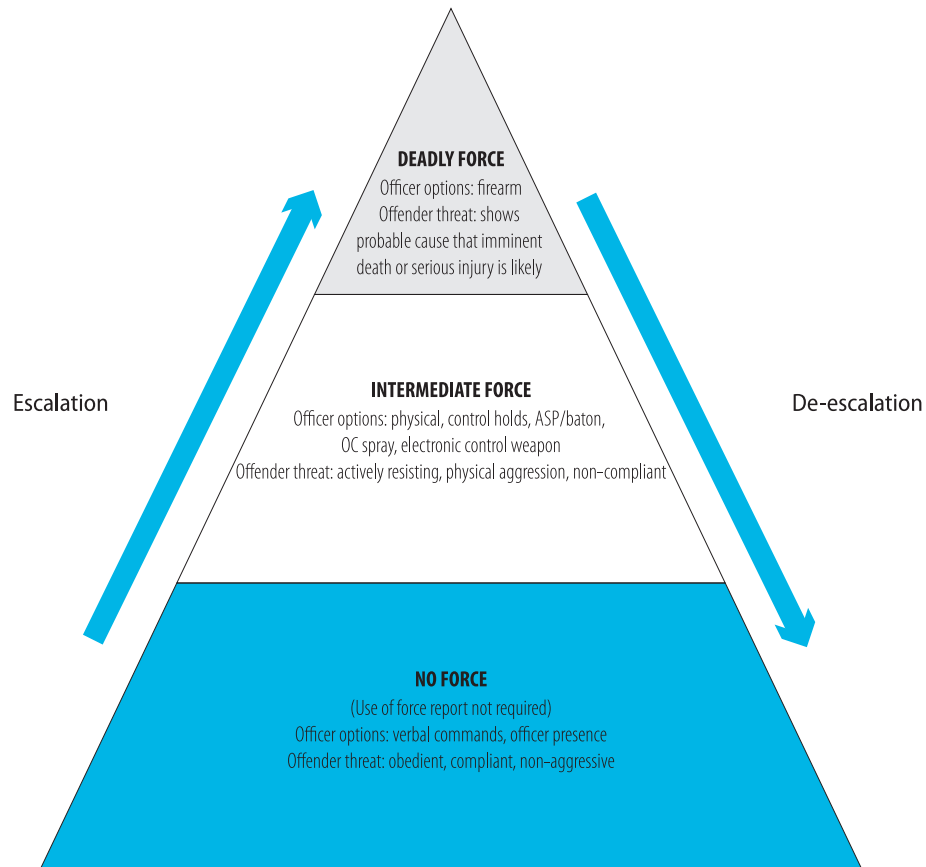 DEADLY FORCE
Officer options: firearm
Offender threat: shows
probable cause that imminent
death or serious injury is likely
Escalation
De-escalation
INTERMEDIATE FORCE
Officer options: physical, control holds, ASP/baton,
OC spray, electronic control weapon
Offender threat: actively resisting, physical aggression, non-compliant
NO FORCE
(Use of force report not required)
Officer options: verbal commands, officer presence
Offender threat: obedient, compliant, non-aggressive